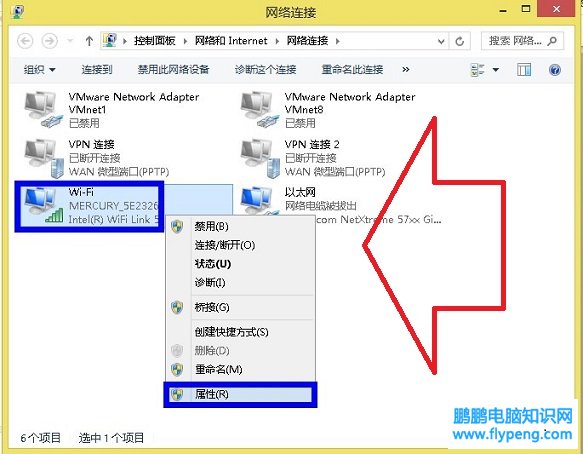 网络连接
控制面板 ▸ 网络和 Internet ▸ 网络连接
搜索 网络...
组织 连接到 禁用此网络设备 诊断这个连接 重命名此连接 »
VMware Network Adapter VMnet1
已禁用
VMware Network Adapter VMnet8
已禁用
VPN 连接
已断开连接
WAN 微型端口(PPTP)
VPN 连接 2
已断开连接
WAN 微型端口(PPTP)
Wi-Fi
MERCURY_5E2326
Intel(R) WiFi Link 5
以太网
网络电缆被拔出
com NetXtreme 57xx Gi...
禁用(B)
连接/断开(O)
状态(U)
诊断(I)
桥接(G)
创建快捷方式(S)
删除(D)
重命名(M)
属性(R)
6 个项目 选中 1 个项目
鹏鹏电脑知识网
www.flypeng.com